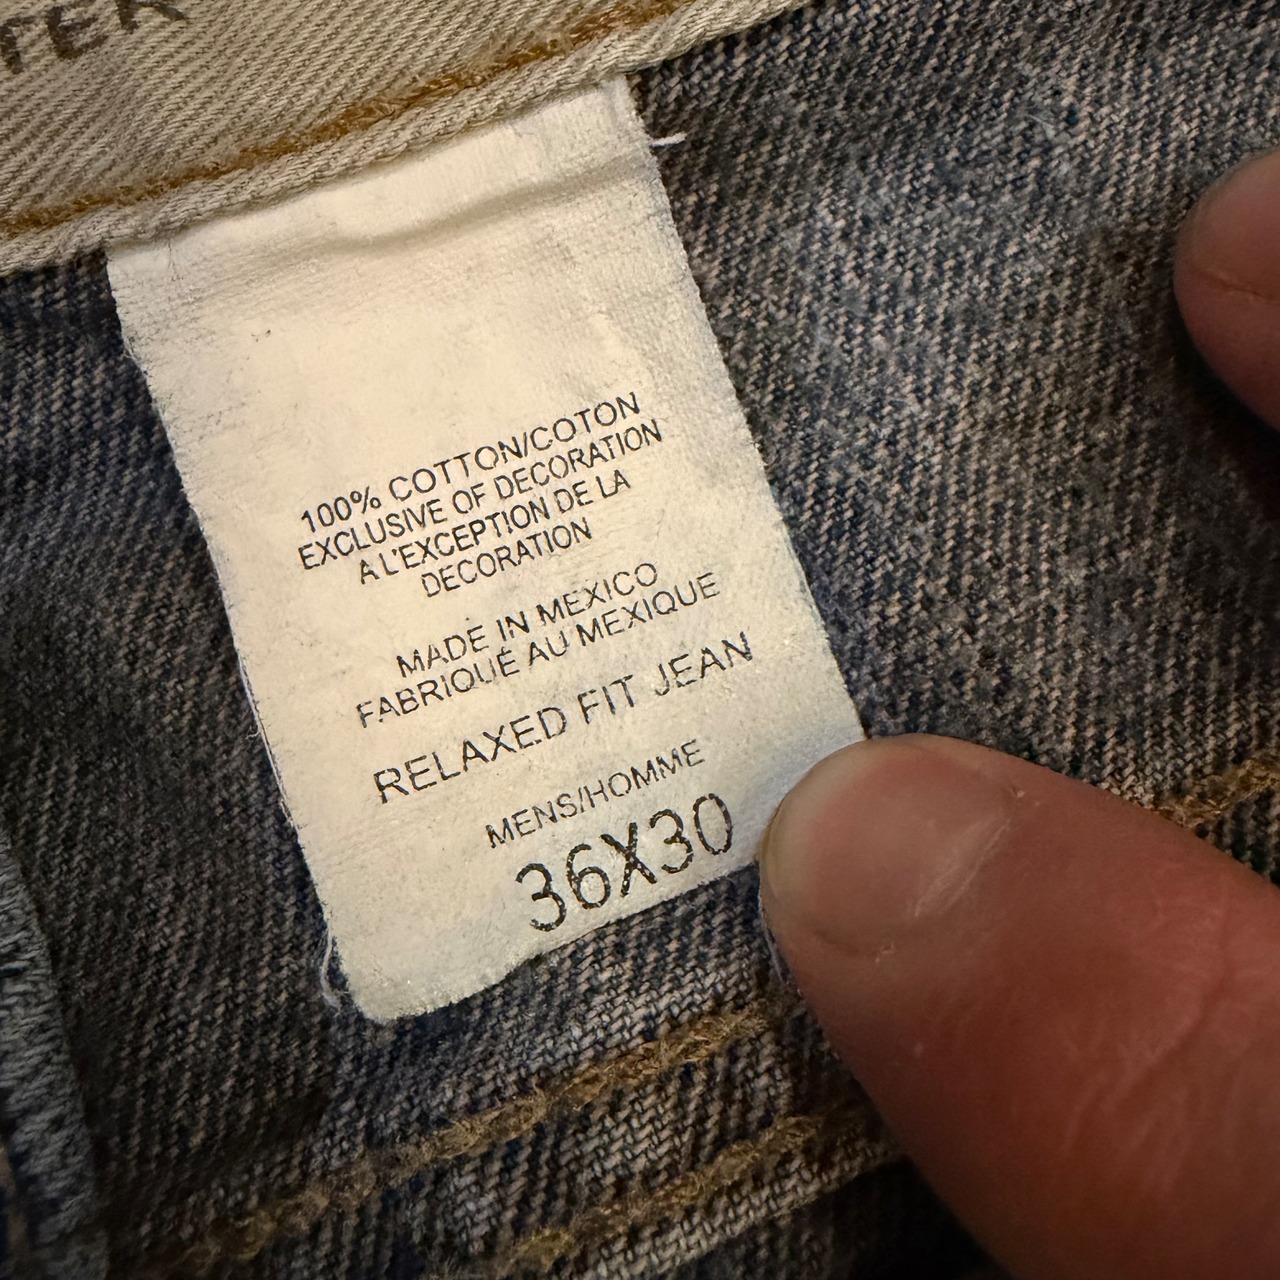 100% COTTON/COTON
EXCLUSIVE OF DECORATION
A L'EXCEPTION DE LA
DECORATION
MADE IN MEXICO
FABRIQUÉ AU MEXIQUE
RELAXED FIT JEAN
MENS/HOMME
36X30